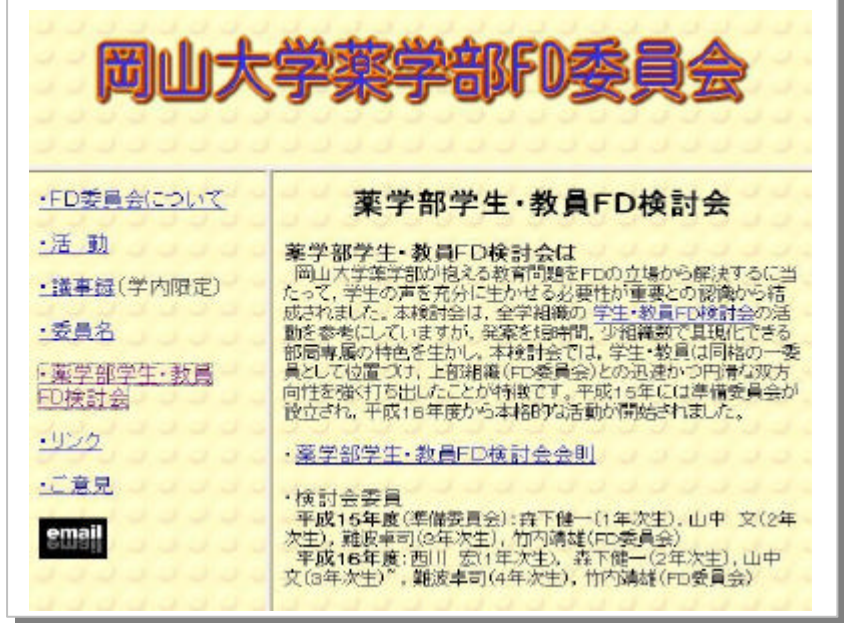 岡山大学薬学部FD委員会
・FD委員会について
・活　動
・議事録(学内限定)
・委員名
・薬学部学生・教員
FD検討会
・リンク
・ご意見
email
薬学部学生・教員FD検討会
薬学部学生・教員FD検討会は
岡山大学薬学部が抱える教育問題をFDの立場から解決するに当
たって，学生の声を充分に生かせる必要性が重要との認識から結
成されました。本検討会は，全学組織の 学生・教員FD検討会の活
動を参考にしていますが，発案を短時間，少組織数で具現化できる
部局専属の特色を生かし，本検討会では，学生・教員は同格の一委
員として位置づけ，上部組織(FD委員会)との迅速かつ円滑な双方
向性を強く打ち出したことが特徴です。平成15年には準備委員会が
設立され，平成16年度から本格的な活動が開始されました。
・薬学部学生・教員FD検討会会則
・検討会委員
平成15年度(準備委員会)：森下健一(1年次生)，山中　文(2年
次生)，難波卓司(3年次生)，竹内靖雄(FD委員会)
平成16年度：西川　宏(1年次生)，森下健一(2年次生)，山中
文(3年次生)~，難波卓司(4年次生)，竹内靖雄(FD委員会)